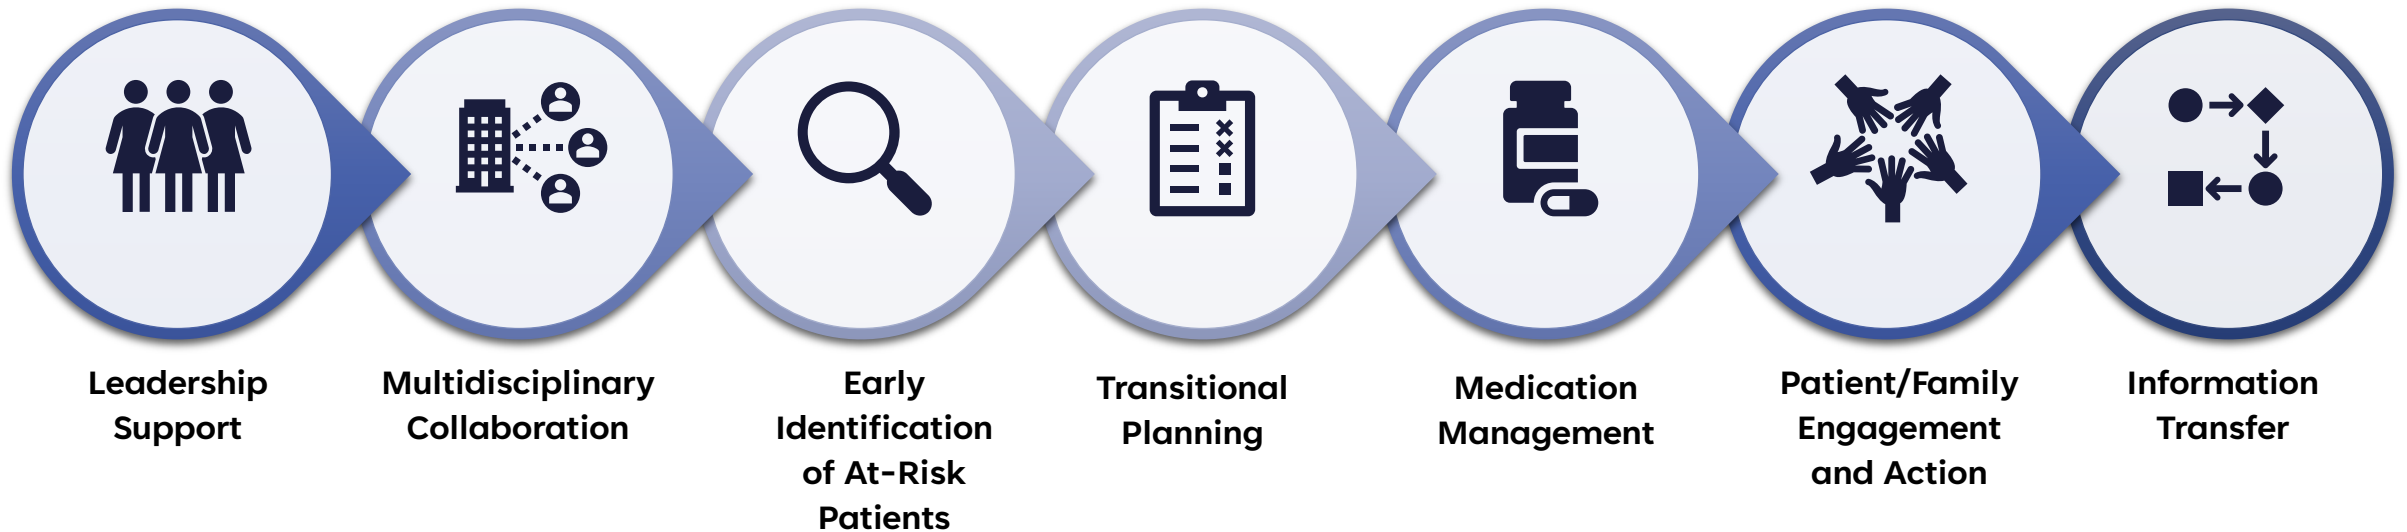 Leadership
Support
Multidisciplinary
Collaboration
Early
Identification
of At-Risk
Patients
Transitional
Planning
Medication
Management
Patient/Family
Engagement
and Action
Information
Transfer